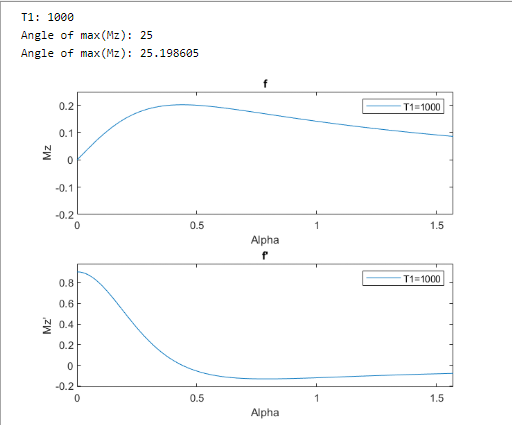 T1: 1000
Angle of max(Mz): 25
Angle of max(Mz): 25.198605
f
T1=1000
0.2
0.1
0
-0.1
-0.2
Mz
0 0.5 1 1.5
Alpha
f'
T1=1000
0.8
0.6
0.4
0.2
0
-0.2
Mz'
0 0.5 1 1.5
Alpha